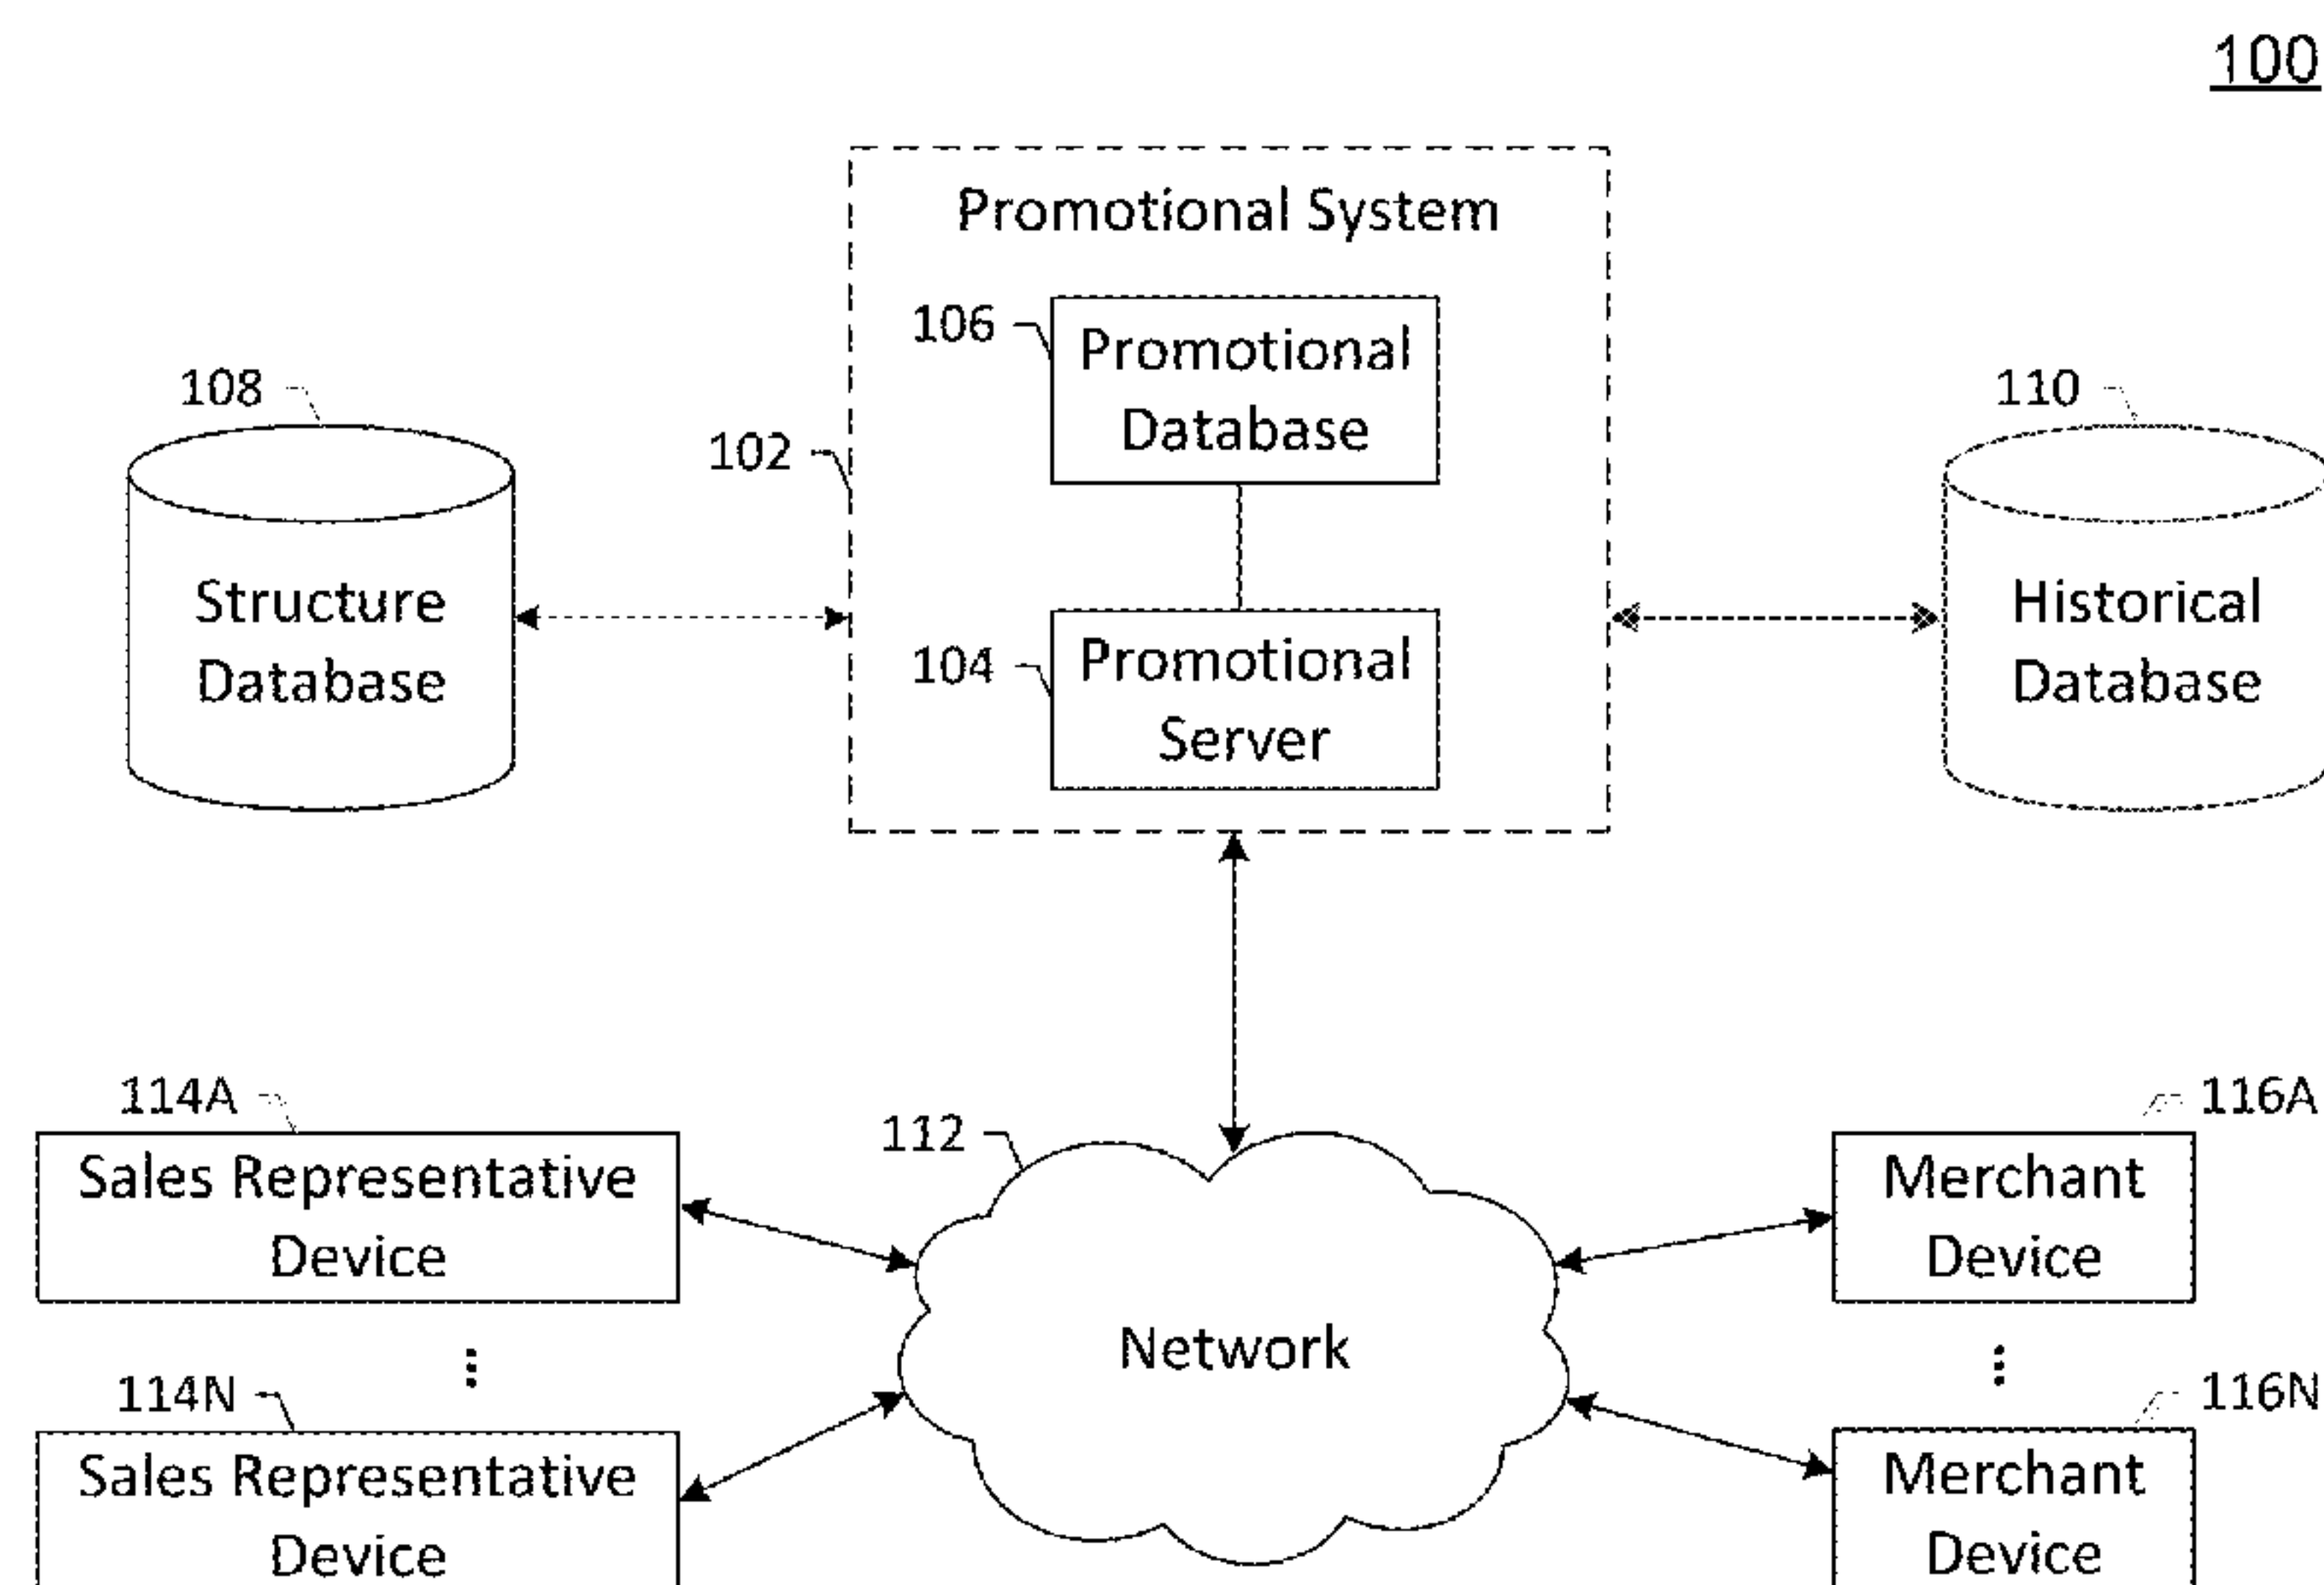 100
Promotional System
106
Promotional
Database
108
110
102
Structure
Database
Historical
Database
104
Promotional
Server
114A
112
116A
Sales Representative
Device
Merchant
Device
Network
114N
116N
Sales Representative
Device
Merchant
Device